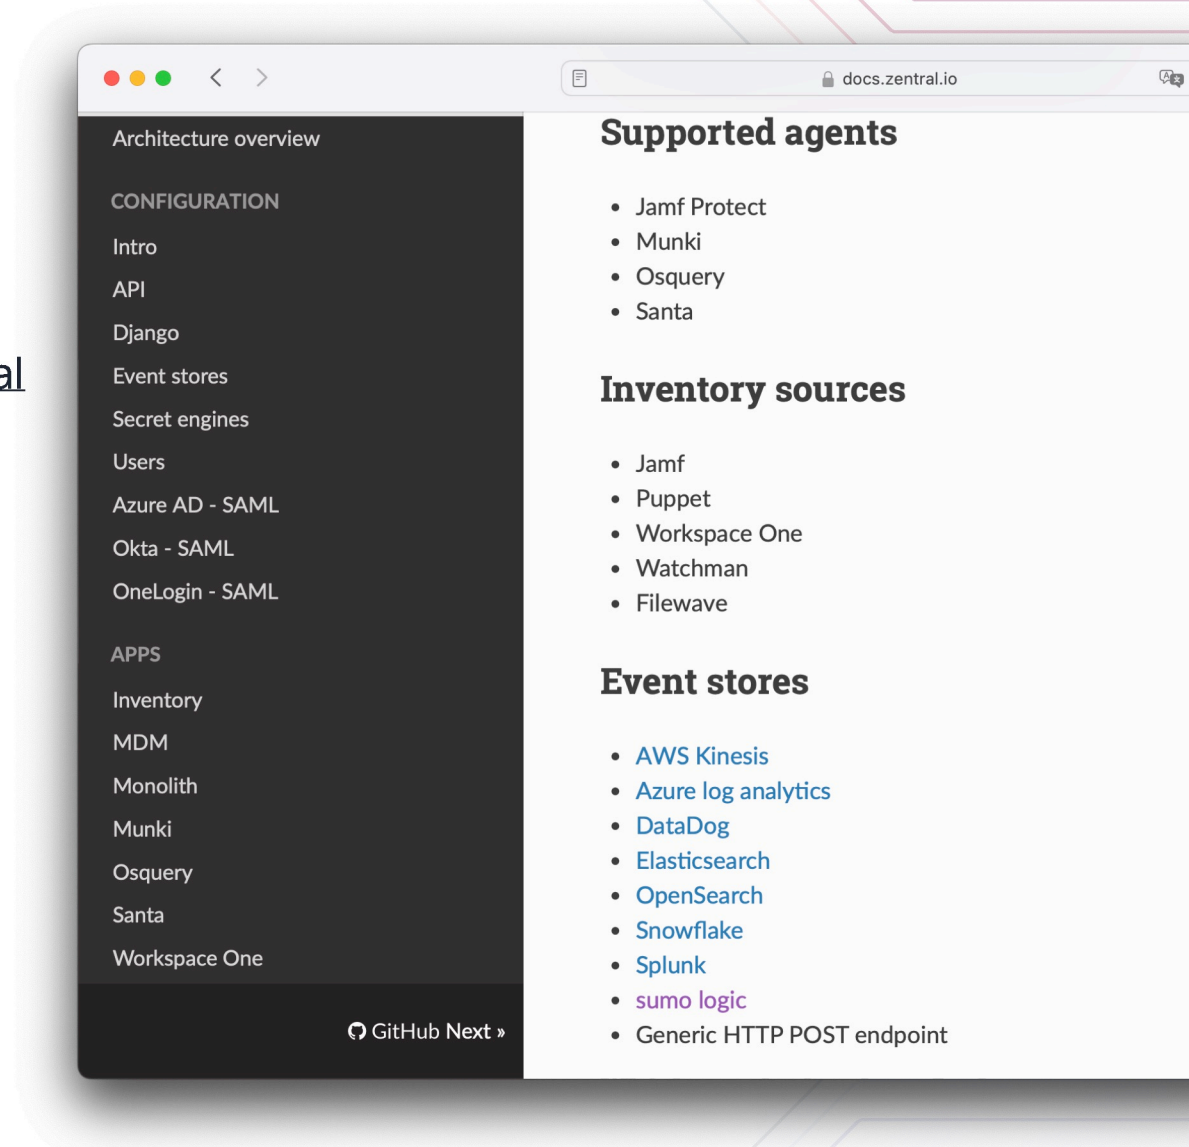 docs.zentral.io
al
Architecture overview
CONFIGURATION
Intro
API
Django
Event stores
Secret engines
Users
Azure AD - SAML
Okta - SAML
OneLogin - SAML
APPS
Inventory
MDM
Monolith
Munki
Osquery
Santa
Workspace One
GitHub Next »
Supported agents
Jamf Protect
Munki
Osquery
Santa
Inventory sources
Jamf
Puppet
Workspace One
Watchman
Filewave
Event stores
AWS Kinesis
Azure log analytics
DataDog
Elasticsearch
OpenSearch
Snowflake
Splunk
sumo logic
Generic HTTP POST endpoint